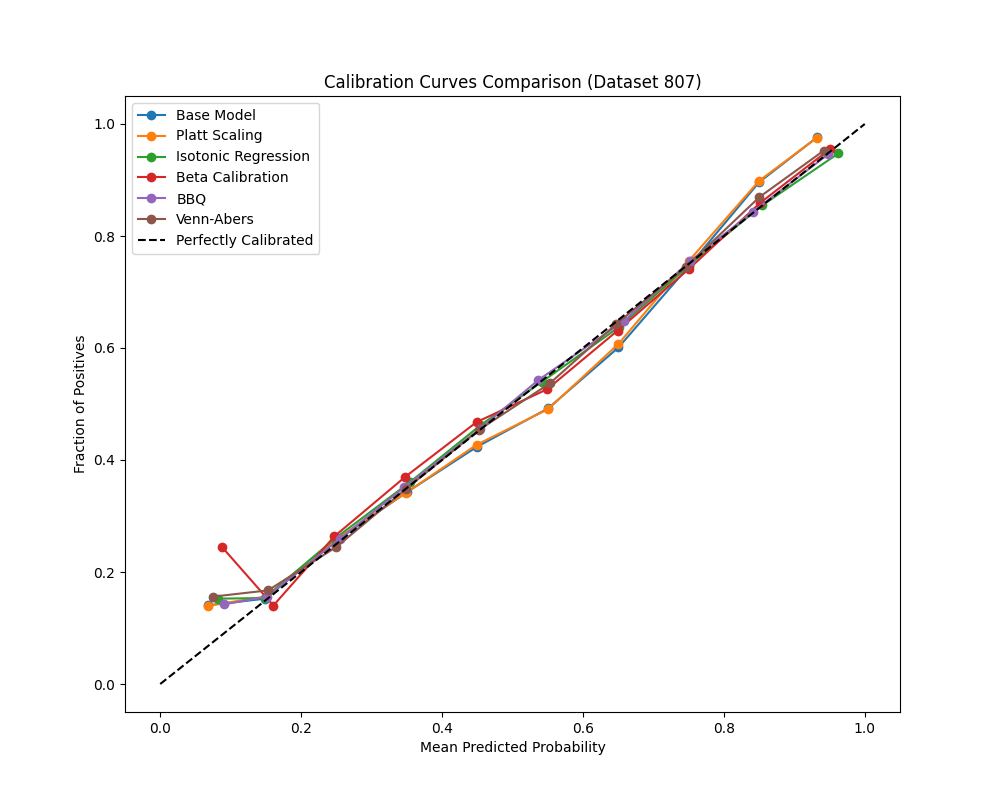 Calibration Curves Comparison (Dataset 807)
Base Model
Platt Scaling
Isotonic Regression
Beta Calibration
BBQ
Venn-Abers
Perfectly Calibrated
Fraction of Positives
1.0
0.8
0.6
0.4
0.2
0.0
0.0 0.2 0.4 0.6 0.8 1.0
Mean Predicted Probability